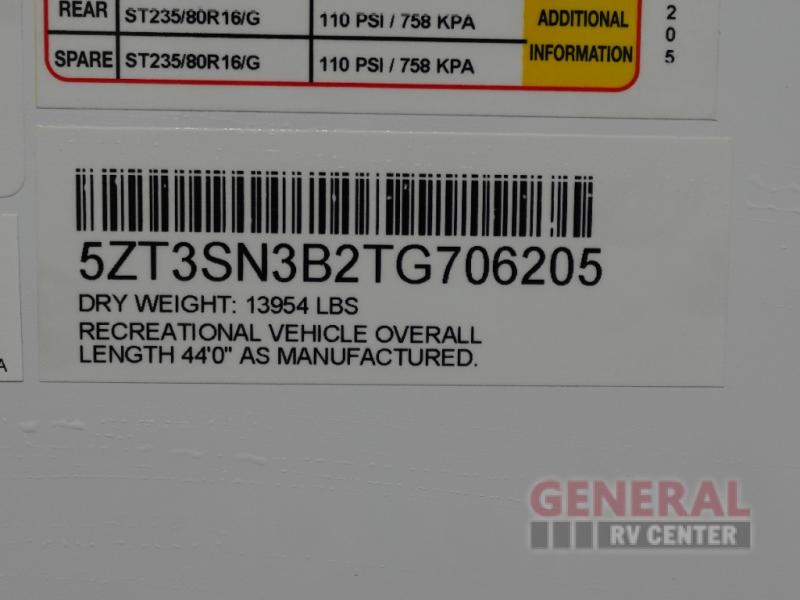 REAR ST235/80R16/G 110 PSI / 758 KPA
SPARE ST235/80R16/G 110 PSI / 758 KPA
ADDITIONAL
INFORMATION
2
0
5
5ZT3SN3B2TG706205
DRY WEIGHT: 13954 LBS
RECREATIONAL VEHICLE OVERALL
LENGTH 44'0" AS MANUFACTURED.
A
GENERAL
RV CENTER